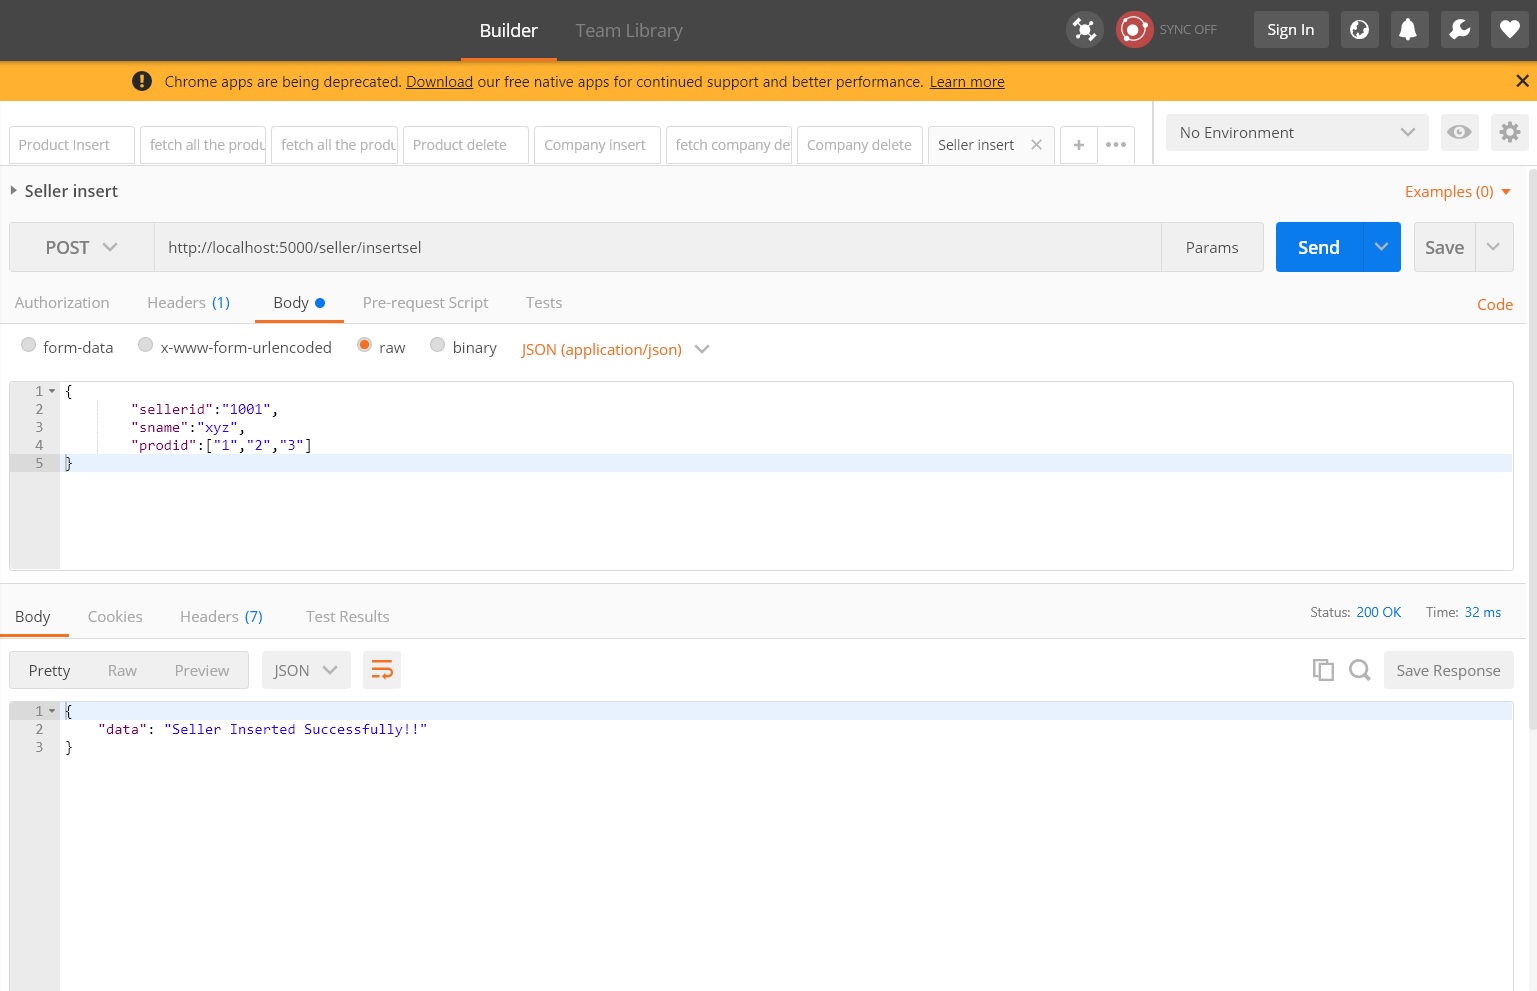 Builder Team Library SYNC OFF Sign In
Chrome apps are being deprecated. Download our free native apps for continued support and better performance. Learn more
Product Insert fetch all the produ fetch all the produ Product delete Company insert fetch company de Company delete Seller insert No Environment
Seller insert Examples (0)
POST http://localhost:5000/seller/insertsel Params Send Save
Authorization Headers (1) Body Pre-request Script Tests Code
form-data x-www-form-urlencoded raw binary JSON (application/json)
1 {
2 "sellerid":"1001",
3 "sname":"xyz",
4 "prodid":["1","2","3"]
5 }
Body Cookies Headers (7) Test Results Status: 200 OK Time: 32 ms
Pretty Raw Preview JSON Save Response
1 {
2 "data": "Seller Inserted Successfully!!"
3 }